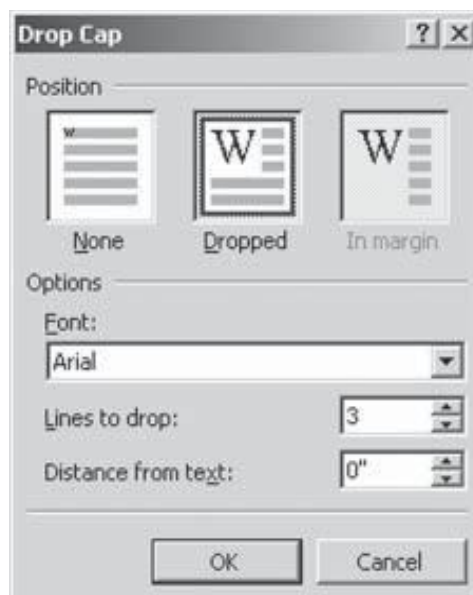 Drop Cap ? X
Position
W W W
None Dropped In margin
Options
Font:
Arial
Lines to drop: 3
Distance from text: 0"
OK Cancel